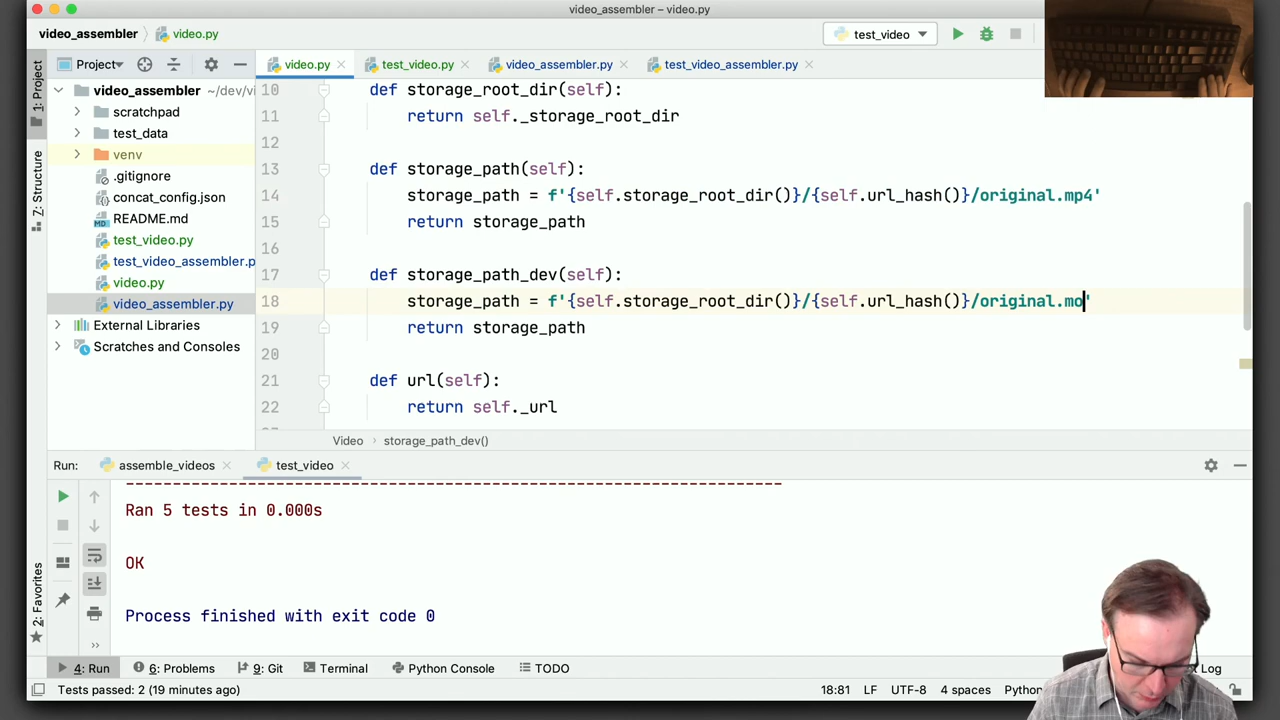 video_assembler – video.py
video_assembler video.py
test_video
1: Project
Project
video.py test_video.py video_assembler.py test_video_assembler.py
video_assembler ~/dev/vi
scratchpad
test_data
venv
.gitignore
concat_config.json
README.md
test_video.py
test_video_assembler.p
video.py
video_assembler.py
External Libraries
Scratches and Consoles
Z: Structure
2: Favorites
10 def storage_root_dir(self):
11 return self._storage_root_dir
12
13 def storage_path(self):
14 storage_path = f'{self.storage_root_dir()}/{self.url_hash()}/original.mp4'
15 return storage_path
16
17 def storage_path_dev(self):
18 storage_path = f'{self.storage_root_dir()}/{self.url_hash()}/original.mo'
19 return storage_path
20
21 def url(self):
22 return self._url
Video storage_path_dev()
Run: assemble_videos test_video
----------------------------------------------------------------------
Ran 5 tests in 0.000s
OK
Process finished with exit code 0
4: Run 6: Problems 9: Git Terminal Python Console TODO Log
Tests passed: 2 (19 minutes ago) 18:81 LF UTF-8 4 spaces Python